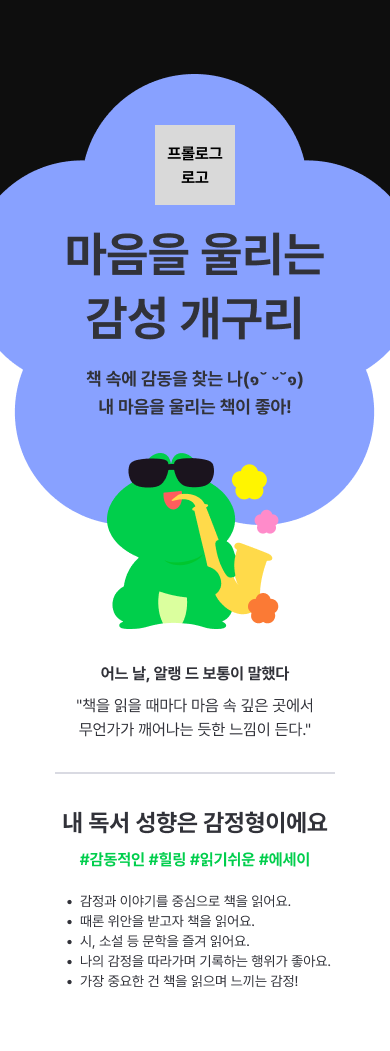 프롤로그
로고
마음을 울리는
감성 개구리
책 속에 감동을 찾는 나(๑˘ ᵕ˘๑)
내 마음을 울리는 책이 좋아!
어느 날, 알랭 드 보통이 말했다
"책을 읽을 때마다 마음 속 깊은 곳에서
무언가가 깨어나는 듯한 느낌이 든다."
내 독서 성향은 감정형이에요
#감동적인 #힐링 #읽기쉬운 #에세이
• 감정과 이야기를 중심으로 책을 읽어요.
• 때론 위안을 받고자 책을 읽어요.
• 시, 소설 등 문학을 즐겨 읽어요.
• 나의 감정을 따라가며 기록하는 행위가 좋아요.
• 가장 중요한 건 책을 읽으며 느끼는 감정!